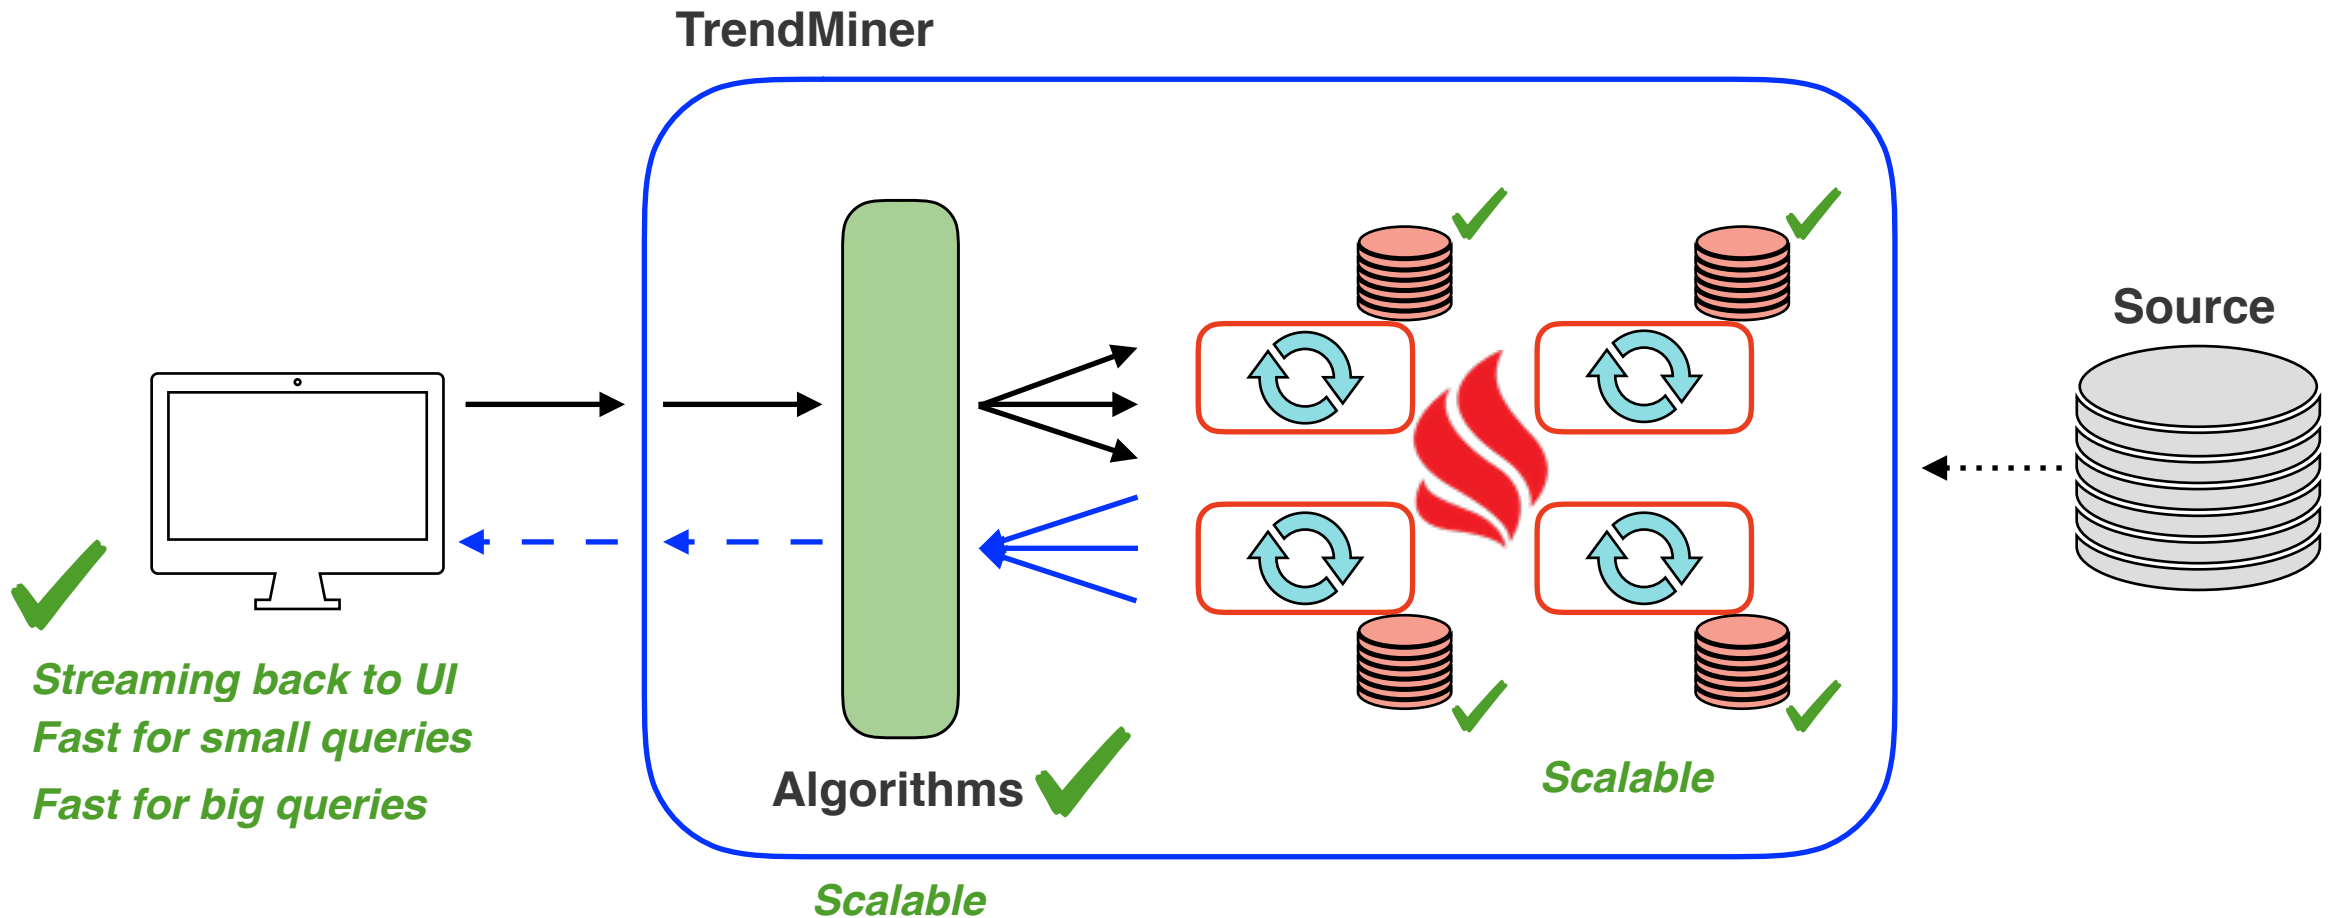 TrendMiner
Source
Streaming back to UI
Fast for small queries
Fast for big queries
Algorithms
Scalable
Scalable